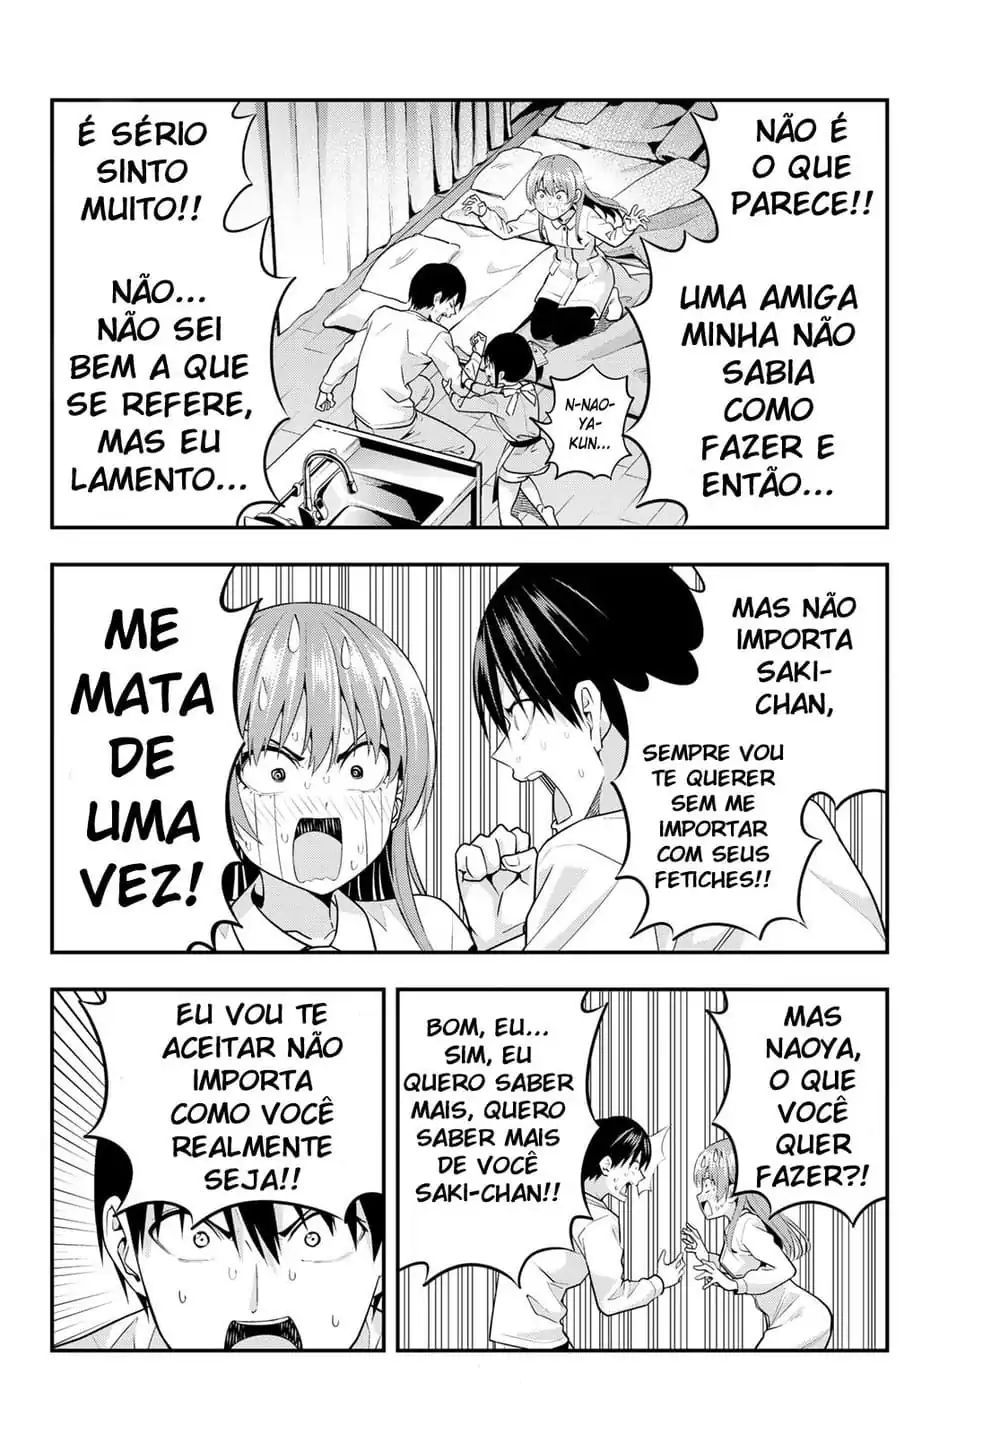 NÃO É
O QUE
PARECE!!
UMA AMIGA
MINHA NÃO
SABIA
COMO
FAZER E
ENTÃO...
N-NAO-
YA-
KUN...
É SÉRIO
SINTO
MUITO!!
NÃO...
NÃO SEI
BEM A QUE
SE REFERE,
MAS EU
LAMENTO...
MAS NÃO
IMPORTA
SAKI-
CHAN,
SEMPRE VOU
TE QUERER
SEM ME
IMPORTAR
COM SEUS
FETICHES!!
ME
MATA
DE
UMA
VEZ!
MAS
NAOYA,
O QUE
VOCÊ
QUER
FAZER?!
BOM, EU...
SIM, EU
QUERO SABER
MAIS, QUERO
SABER MAIS
DE VOCÊ
SAKI-CHAN!!
EU VOU TE
ACEITAR NÃO
IMPORTA
COMO VOCÊ
REALMENTE
SEJA!!